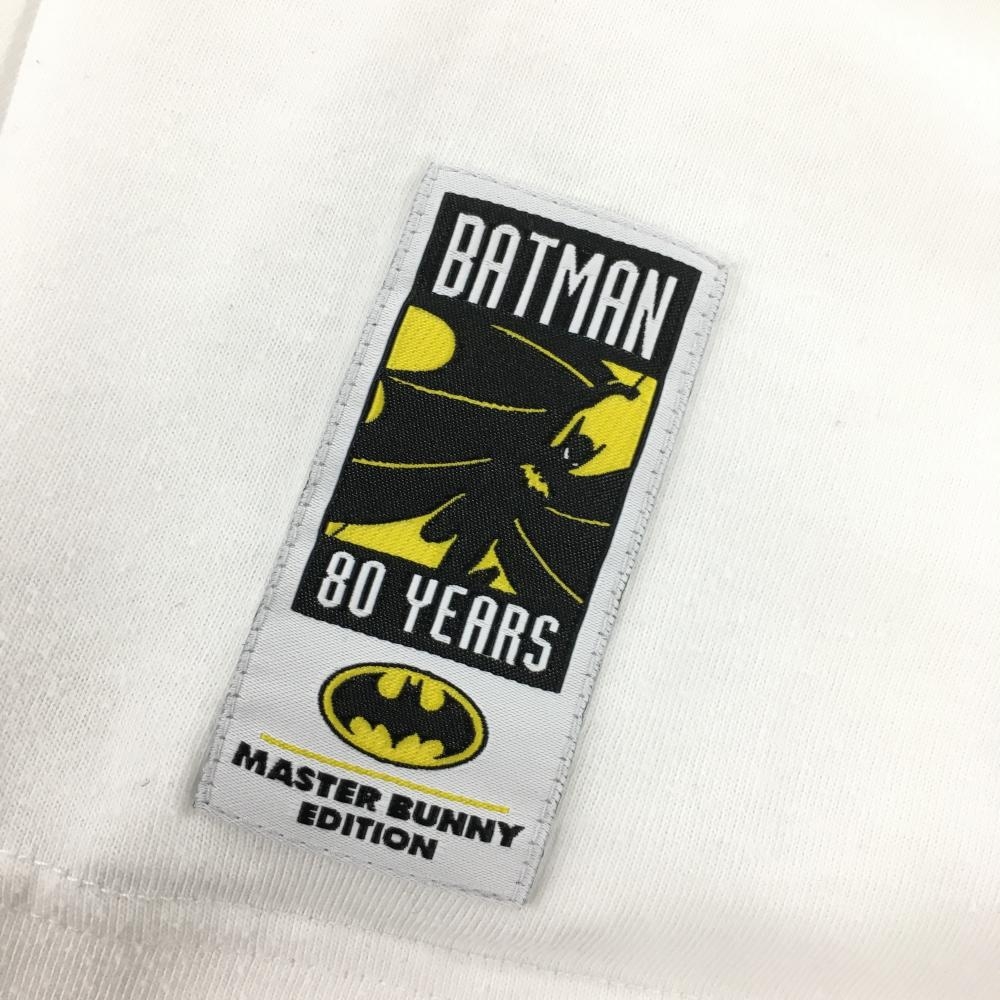 BATMAN
80 YEARS
MASTER BUNNY
EDITION